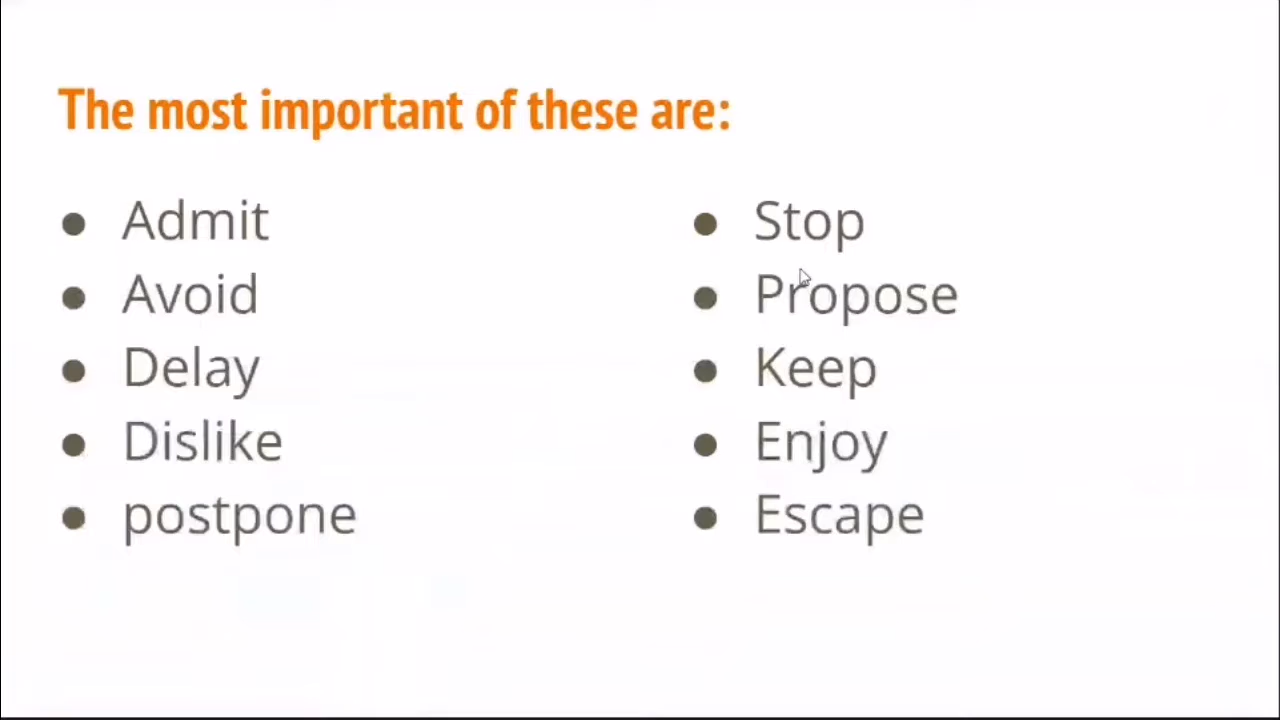 The most important of these are:
● Admit
● Avoid
● Delay
● Dislike
● postpone
● Stop
● Propose
● Keep
● Enjoy
● Escape